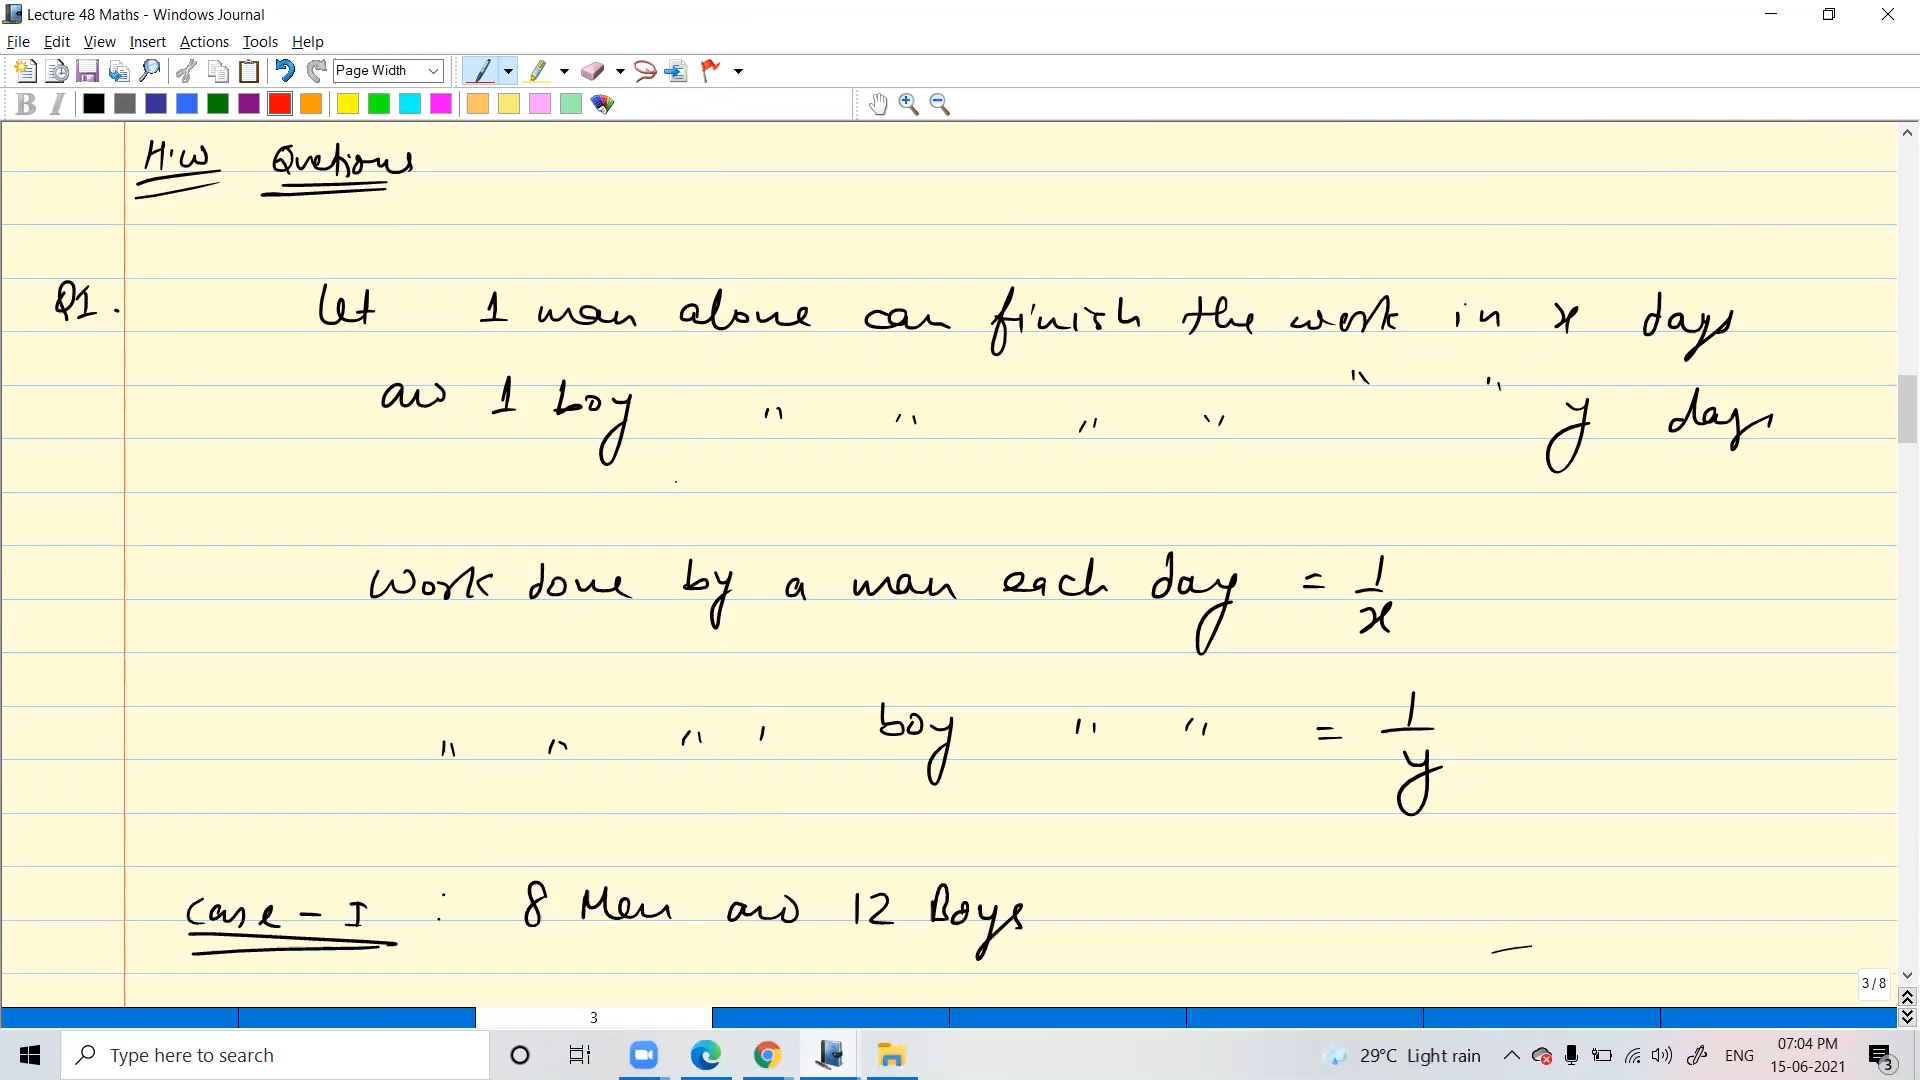 Lecture 48 Maths - Windows Journal
File Edit View Insert Actions Tools Help
Page Width
B I
H.W Quetions
Q1. Let 1 man alone can finish the work in x days
and 1 boy " " " " " " y days
Work done by a man each day = 1/x
" " " ' boy " " = 1/y
Case - I : 8 Men and 12 Boys
3 / 8
3
Type here to search
29°C Light rain
ENG
07:04 PM
15-06-2021
3